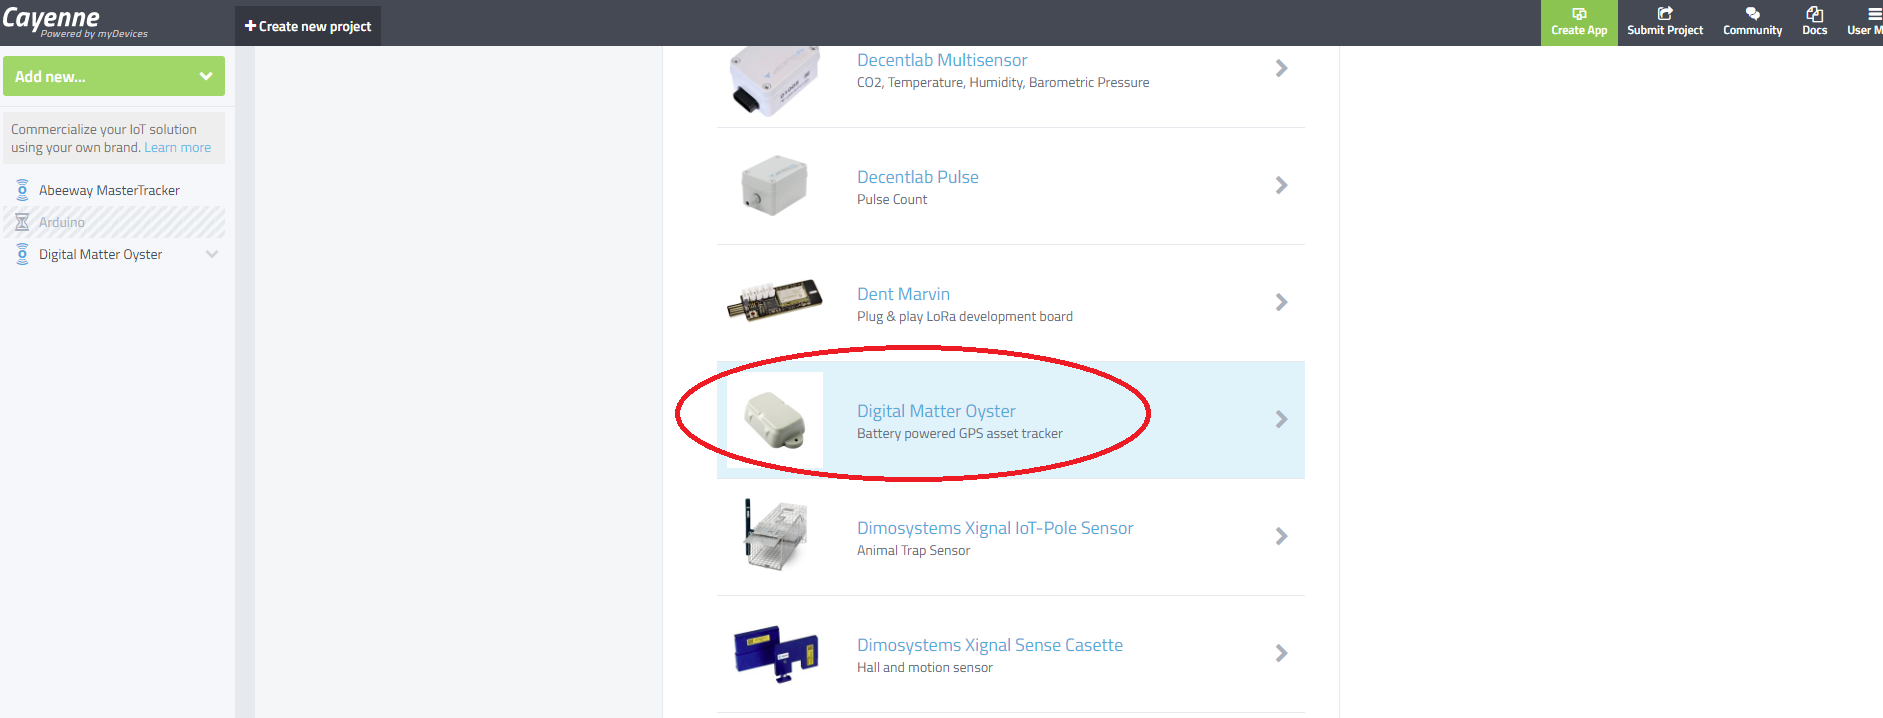 Cayenne
Powered by myDevices
Create new project
Create App
Submit Project
Community
Docs
User M
Add new...
Commercialize your IoT solution
using your own brand. Learn more
Abeeway MasterTracker
Arduino
Digital Matter Oyster
Decentlab Multisensor
CO2, Temperature, Humidity, Barometric Pressure
Decentlab Pulse
Pulse Count
Dent Marvin
Plug & play LoRa development board
Digital Matter Oyster
Battery powered GPS asset tracker
Dimosystems Xignal IoT-Pole Sensor
Animal Trap Sensor
Dimosystems Xignal Sense Casette
Hall and motion sensor